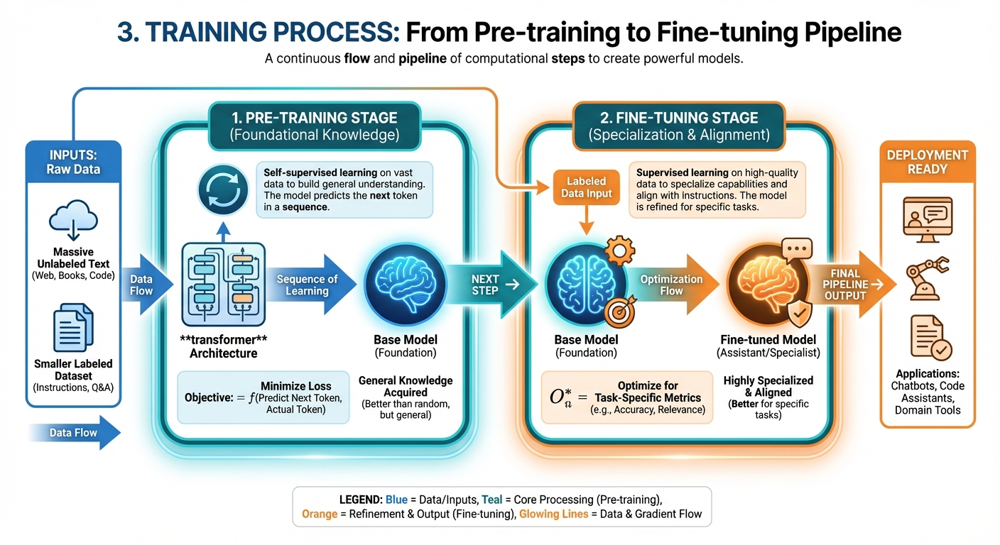 3. TRAINING PROCESS: From Pre-training to Fine-tuning Pipeline
A continuous flow and pipeline of computational steps to create powerful models.
INPUTS:
Raw Data
Massive
Unlabeled Text
(Web, Books, Code)
Smaller Labeled
Dataset
(Instructions, Q&A)
Data Flow
Data
Flow
1. PRE-TRAINING STAGE
(Foundational Knowledge)
Self-supervised learning on vast
data to build general understanding.
The model predicts the next token
in a sequence.
**transformer**
Architecture
Sequence of
Learning
Base Model
(Foundation)
Objective: = f(Predict Next Token,
Minimize Loss
Actual Token)
General Knowledge
Acquired
(Better than random,
but general)
NEXT
STEP →
2. FINE-TUNING STAGE
(Specialization & Alignment)
Labeled
Data Input
Supervised learning on high-quality
data to specialize capabilities and
align with instructions. The model
is refined for specific tasks.
Base Model
(Foundation)
Optimization
Flow
Fine-tuned Model
(Assistant/Specialist)
Optimize for
Task-Specific Metrics
(e.g., Accuracy, Relevance)
Highly Specialized
& Aligned
(Better for specific
tasks)
FINAL
PIPELINE →
OUTPUT
DEPLOYMENT
READY
Applications:
Chatbots, Code
Assistants,
Domain Tools
LEGEND: Blue = Data/Inputs, Teal = Core Processing (Pre-training),
Orange = Refinement & Output (Fine-tuning), Glowing Lines = Data & Gradient Flow